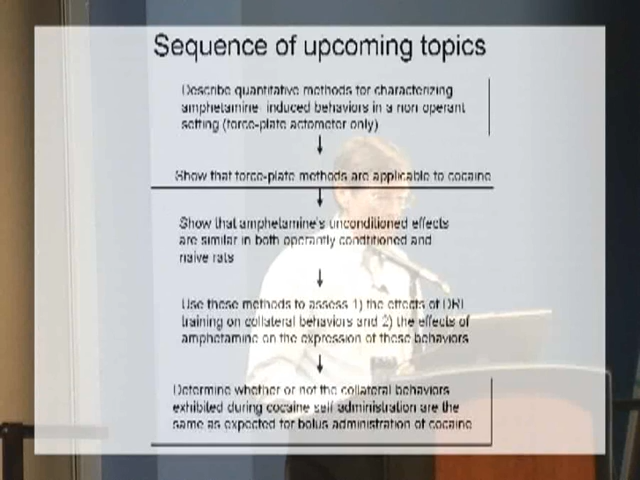 Sequence of upcoming topics
Describe quantitative methods for characterizing
amphetamine induced behaviors in a non operant
setting (force-plate actometer only)
Show that force-plate methods are applicable to cocaine
Show that amphetamine's unconditioned effects
are similar in both operantly conditioned and
naive rats
Use these methods to assess 1) the effects of DRL
training on collateral behaviors and 2) the effects of
amphetamine on the expression of these behaviors
Determine whether or not the collateral behaviors
exhibited during cocaine self administration are the
same as expected for bolus administration of cocaine